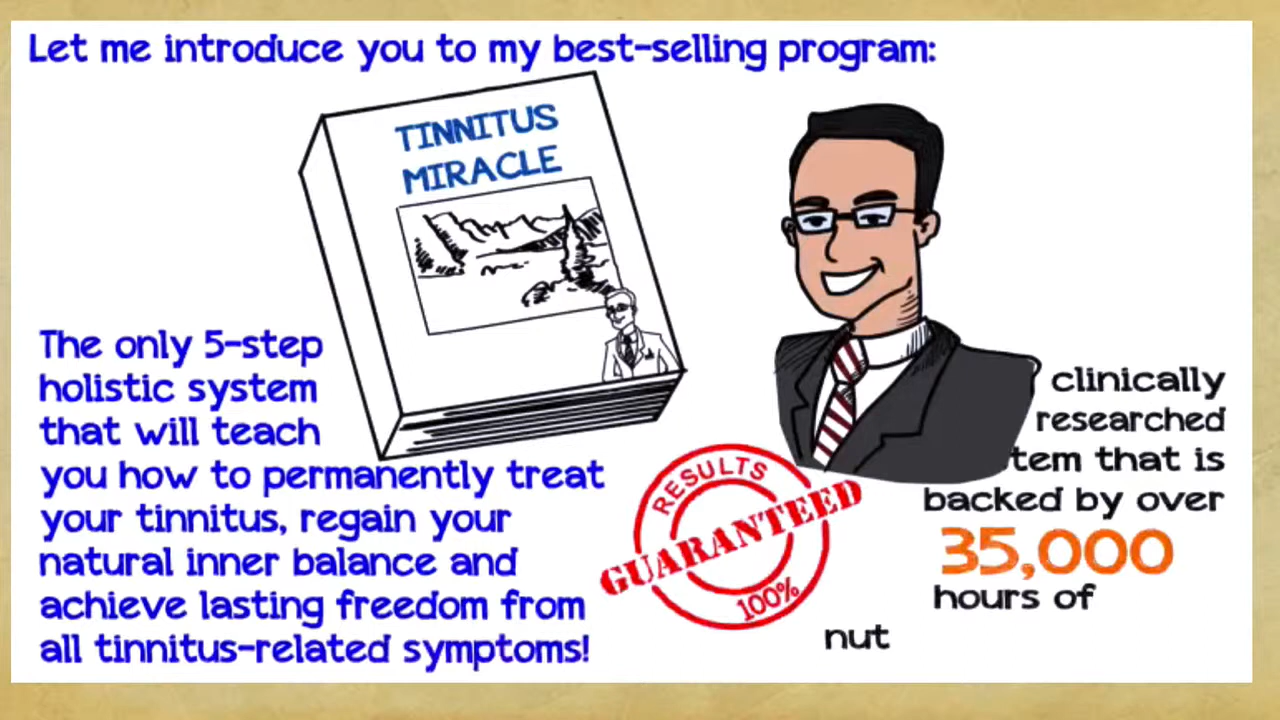 Let me introduce you to my best-selling program:
TINNITUS
MIRACLE
The only 5-step
holistic system
that will teach
you how to permanently treat
your tinnitus, regain your
natural inner balance and
achieve lasting freedom from
all tinnitus-related symptoms!
RESULTS
GUARANTEED
100%
clinically
researched
tem that is
backed by over
35,000
hours of
nut